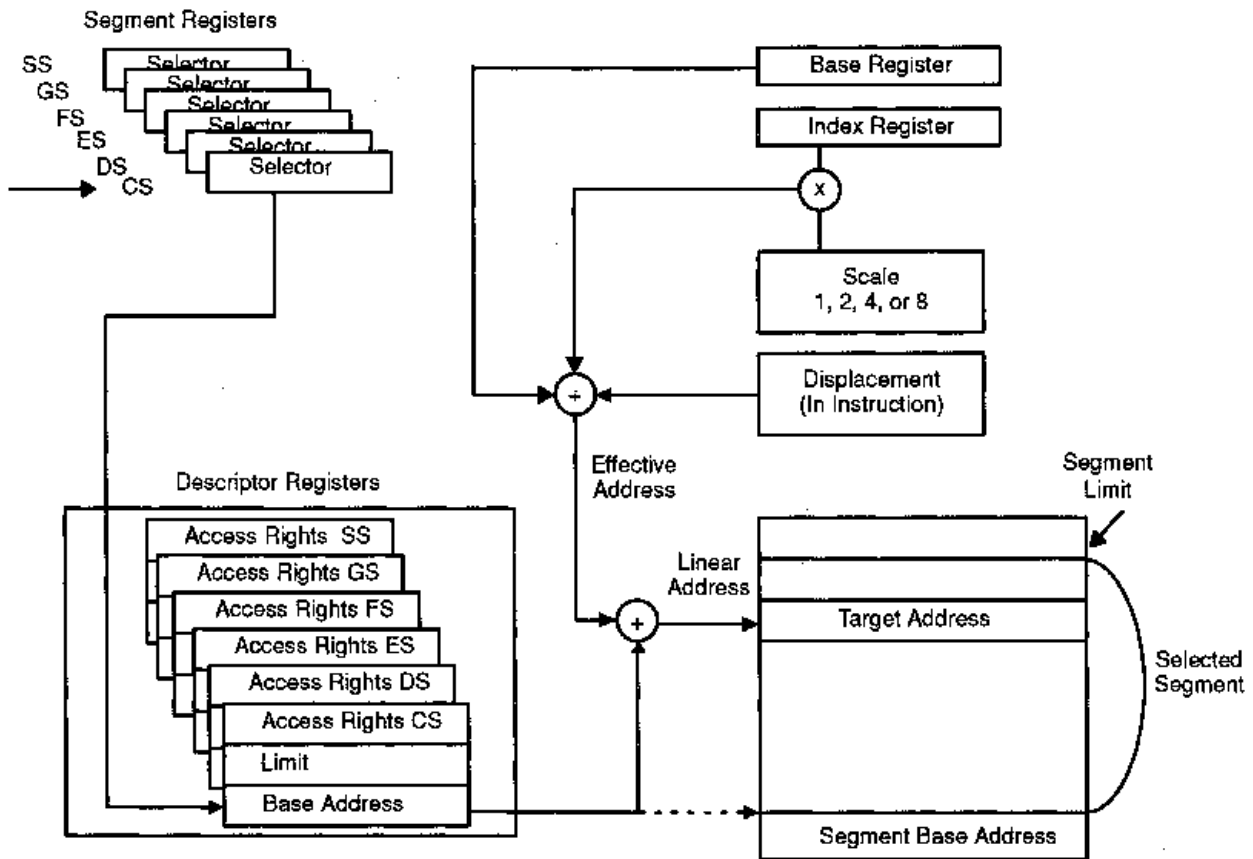 Segment Registers
SS
GS
FS
ES
DS
CS
Selector
Selector
Selector
Selector
Selector
Selector
Base Register
Index Register
x
Scale
1, 2, 4, or 8
Displacement
(In Instruction)
+
Effective
Address
Descriptor Registers
Access Rights SS
Access Rights GS
Access Rights FS
Access Rights ES
Access Rights DS
Access Rights CS
Limit
Base Address
+
Linear
Address
Segment
Limit
Target Address
Selected
Segment
Segment Base Address